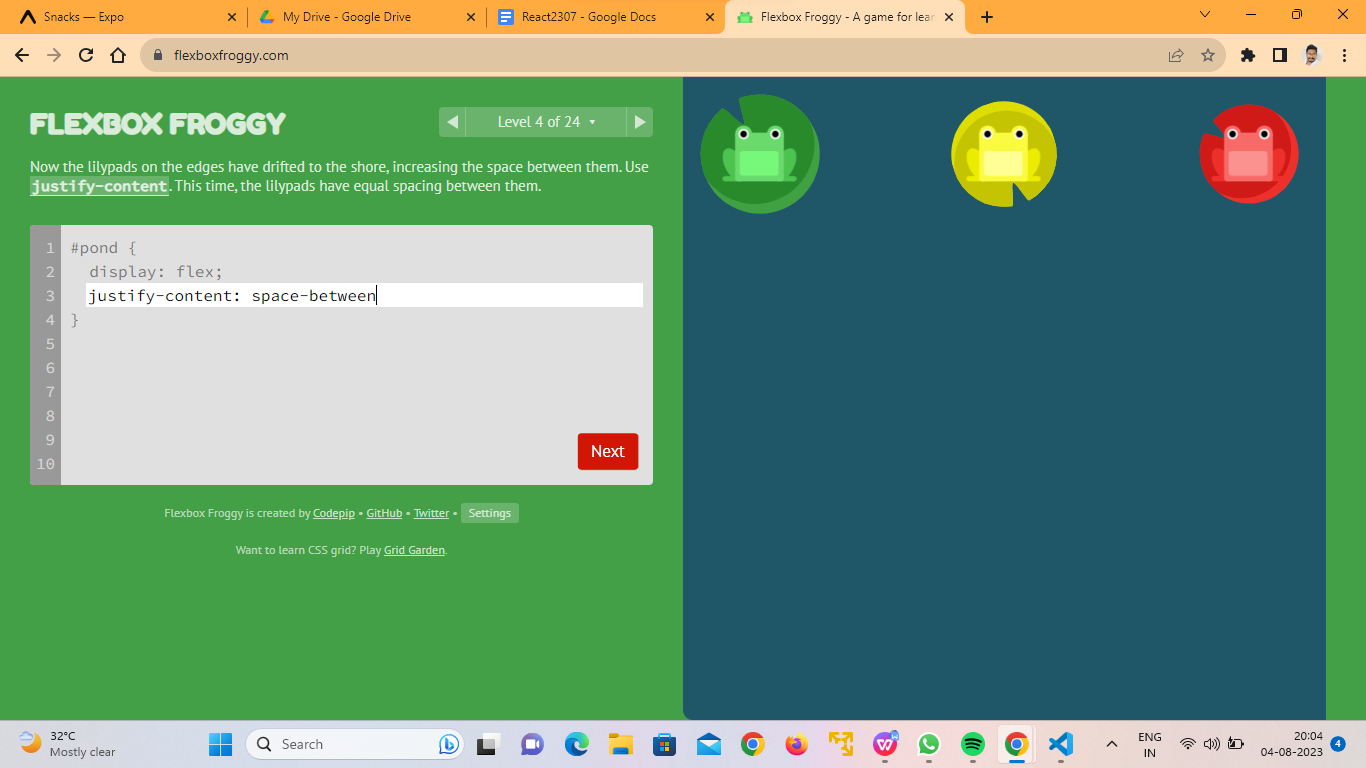 Snacks — Expo
My Drive - Google Drive
React2307 - Google Docs
Flexbox Froggy - A game for lear
flexboxfroggy.com
FLEXBOX FROGGY
Level 4 of 24
Now the lilypads on the edges have drifted to the shore, increasing the space between them. Use
justify-content. This time, the lilypads have equal spacing between them.
1 #pond {
2 display: flex;
3 justify-content: space-between
4 }
5
6
7
8
9
10
Next
Flexbox Froggy is created by Codepip • GitHub • Twitter • Settings
Want to learn CSS grid? Play Grid Garden.
32°C
Mostly clear
Search
ENG
IN
20:04
04-08-2023
4